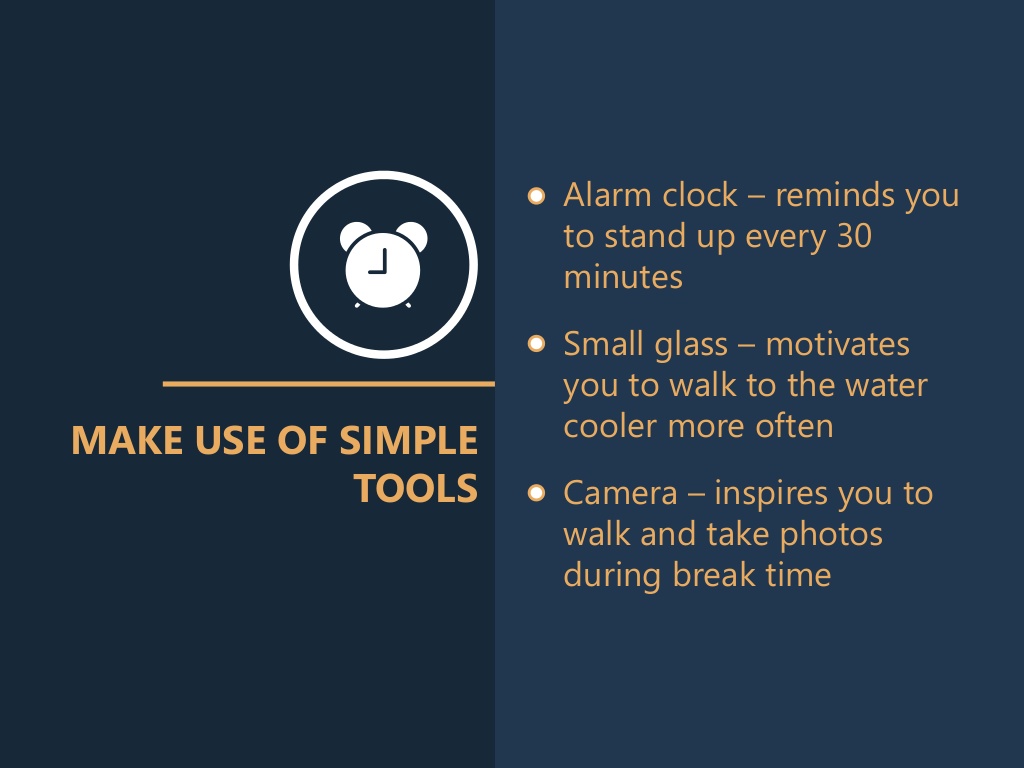 MAKE USE OF SIMPLE
TOOLS
Alarm clock – reminds you
to stand up every 30
minutes
Small glass – motivates
you to walk to the water
cooler more often
Camera – inspires you to
walk and take photos
during break time